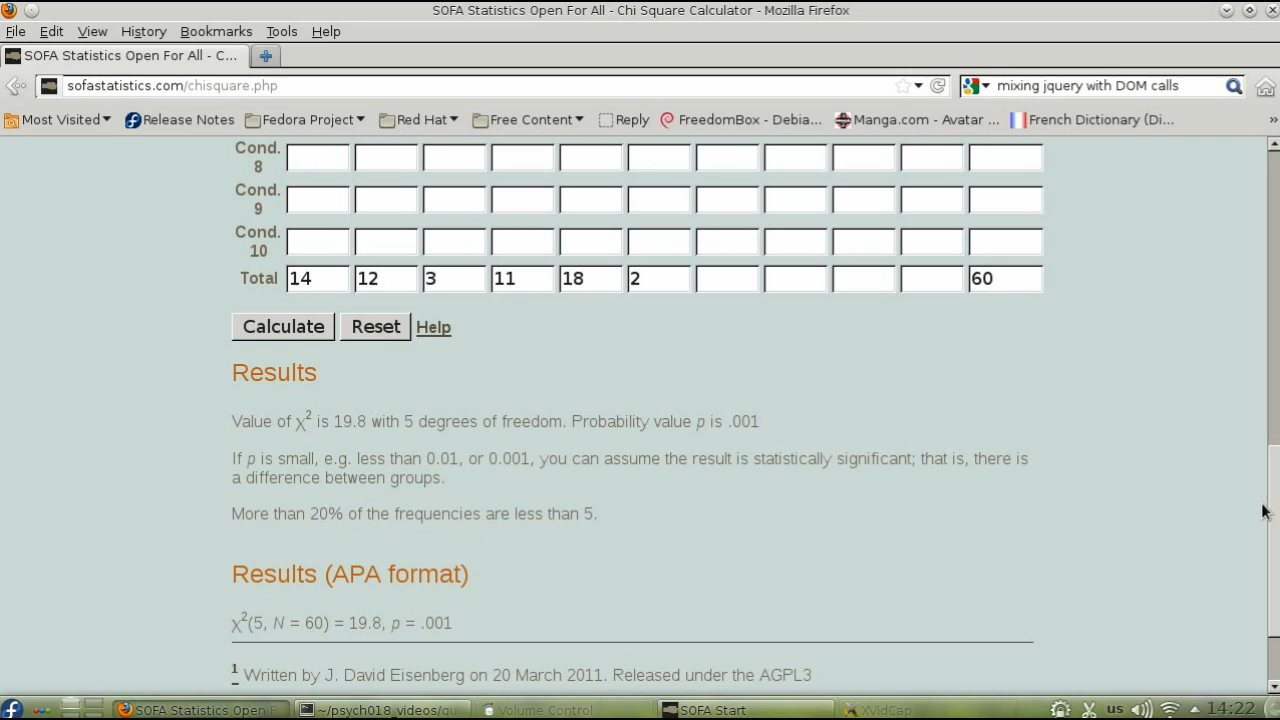 SOFA Statistics Open For All - Chi Square Calculator - Mozilla Firefox
File Edit View History Bookmarks Tools Help
SOFA Statistics Open For All - C...
sofastatistics.com/chisquare.php mixing jquery with DOM calls
Most Visited Release Notes Fedora Project Red Hat Free Content Reply FreedomBox - Debia... Manga.com - Avatar ... French Dictionary (Di... »
Cond.
8
Cond.
9
Cond.
10
Total 14 12 3 11 18 2 60
Calculate Reset Help
Results
Value of χ2 is 19.8 with 5 degrees of freedom. Probability value p is .001
If p is small, e.g. less than 0.01, or 0.001, you can assume the result is statistically significant; that is, there is
a difference between groups.
More than 20% of the frequencies are less than 5.
Results (APA format)
χ2(5, N = 60) = 19.8, p = .001
1 Written by J. David Eisenberg on 20 March 2011. Released under the AGPL3
SOFA Statistics Open F ~/psych018_videos/qu Volume Control SOFA Start XVidCap us 14:22